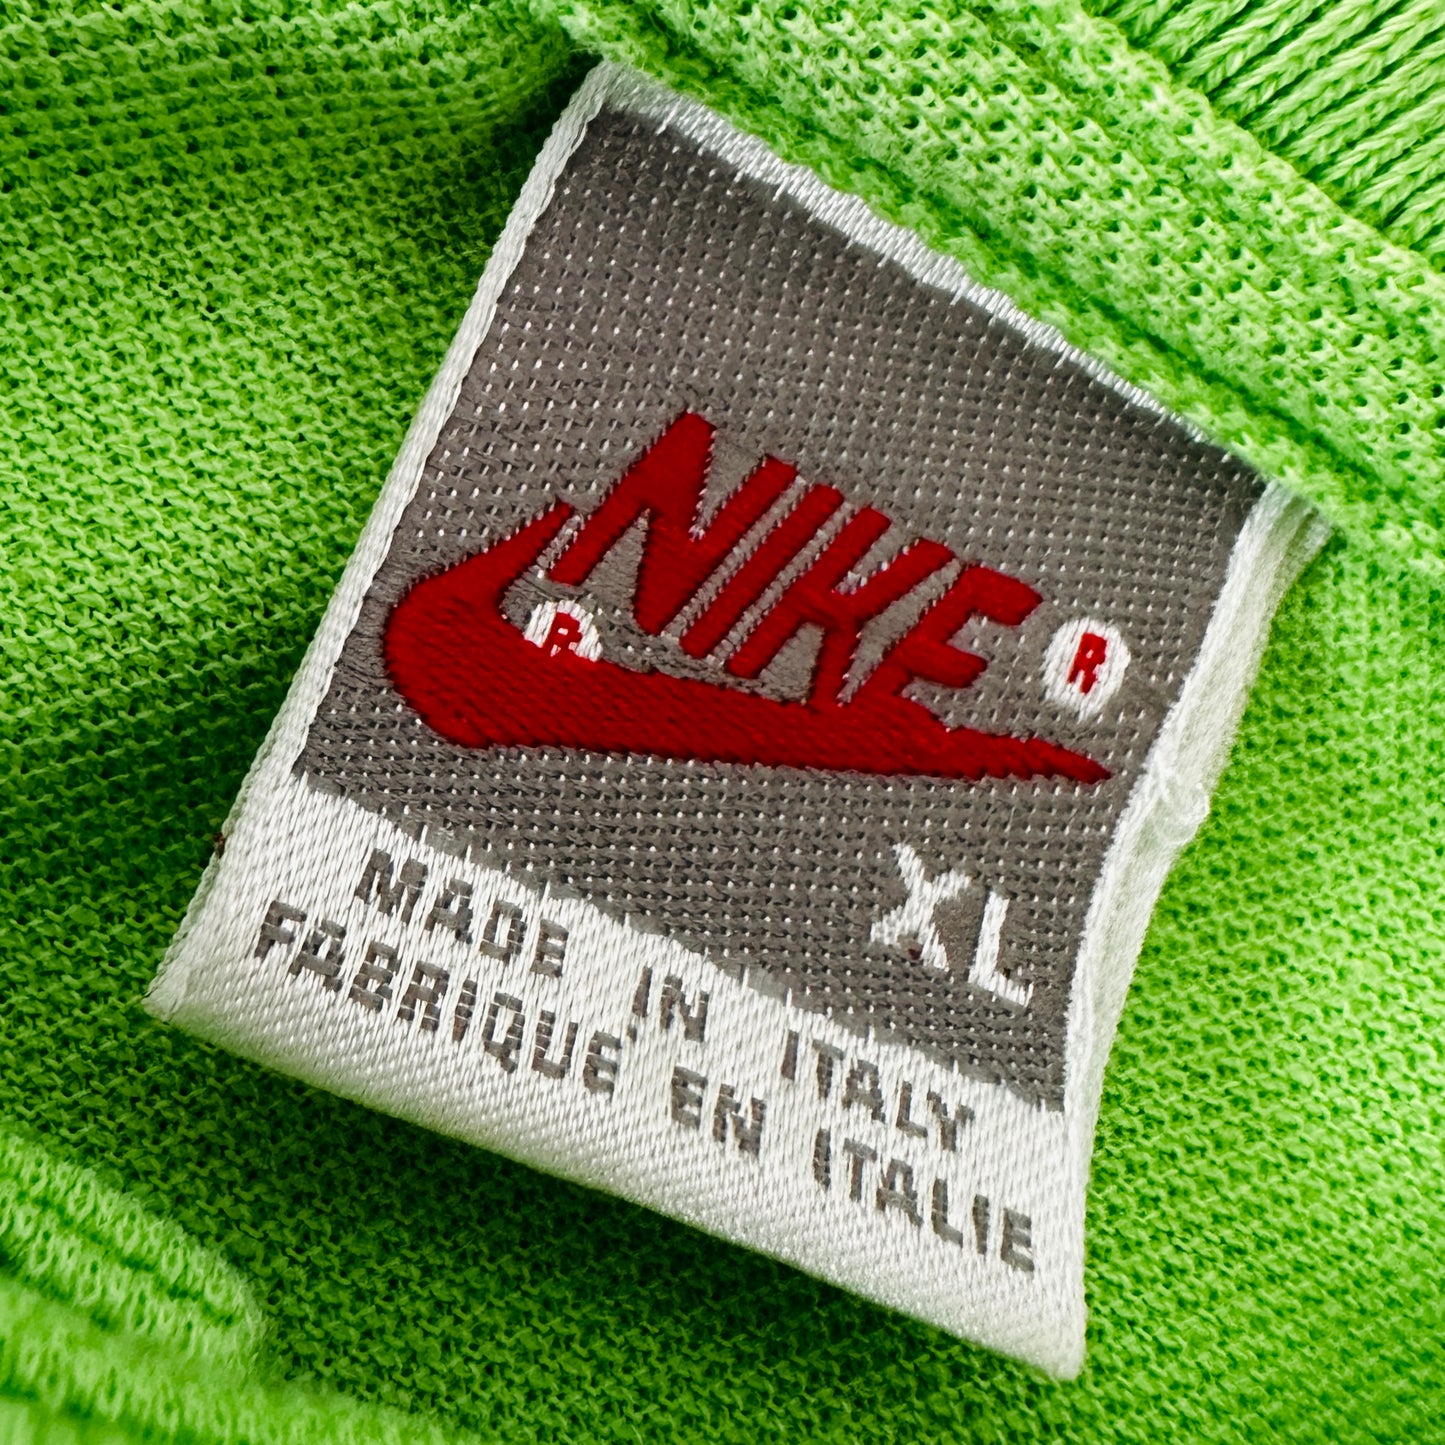 NIKE ®
®
XL
MADE IN ITALY
FABRIQUE EN ITALIE